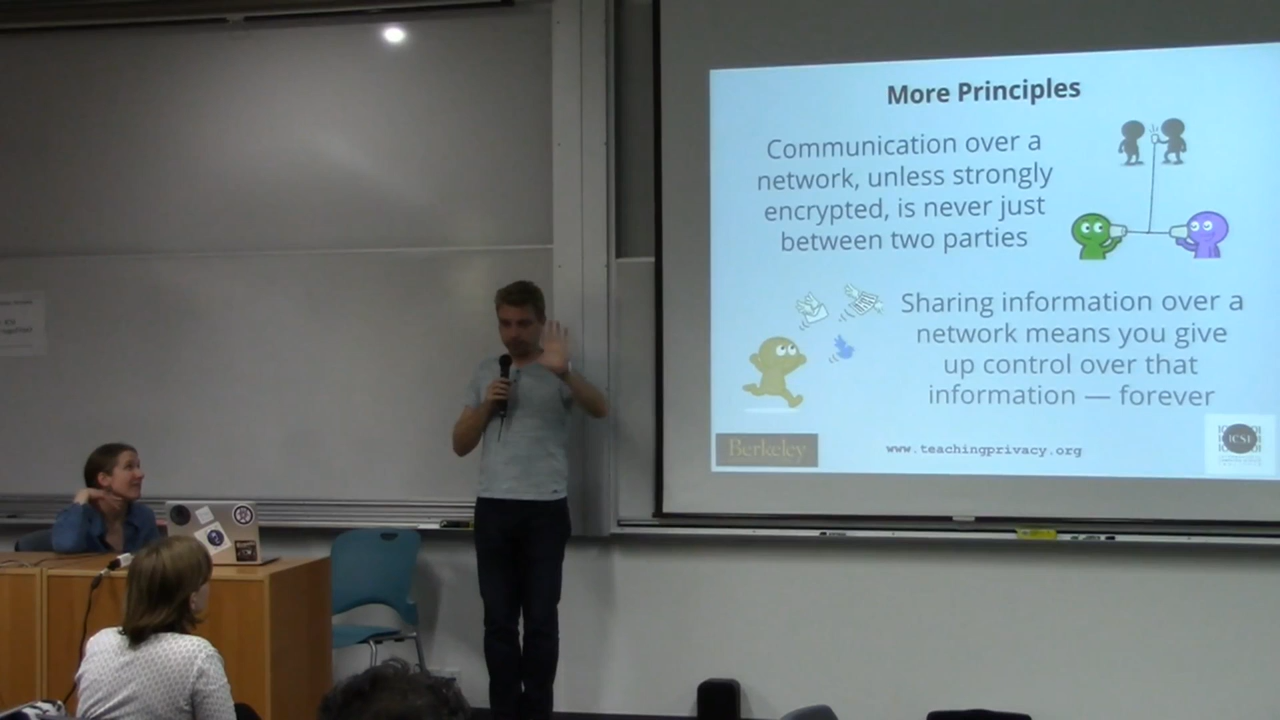 More Principles
Communication over a
network, unless strongly
encrypted, is never just
between two parties
Sharing information over a
network means you give
up control over that
information — forever
Berkeley
www.teachingprivacy.org
ICSI